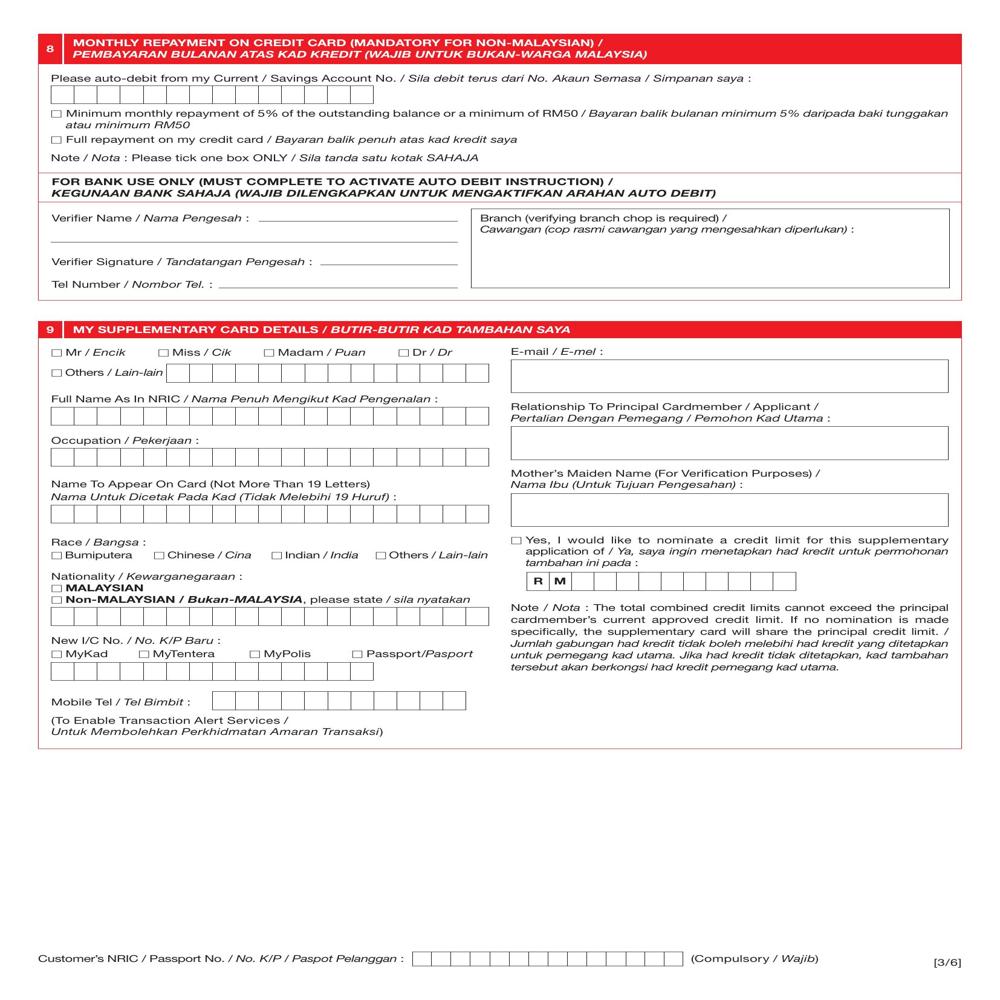 8
MONTHLY REPAYMENT ON CREDIT CARD (MANDATORY FOR NON-MALAYSIAN) /
PEMBAYARAN BULANAN ATAS KAD KREDIT (WAJIB UNTUK BUKAN-WARGA MALAYSIA)
Please auto-debit from my Current / Savings Account No. / Sila debit terus dari No. Akaun Semasa / Simpanan saya :
Minimum monthly repayment of 5% of the outstanding balance or a minimum of RM50 / Bayaran balik bulanan minimum 5% daripada baki tunggakan
atau minimum RM50
Full repayment on my credit card / Bayaran balik penuh atas kad kredit saya
Note / Nota : Please tick one box ONLY / Sila tanda satu kotak SAHAJA
FOR BANK USE ONLY (MUST COMPLETE TO ACTIVATE AUTO DEBIT INSTRUCTION) /
KEGUNAAN BANK SAHAJA (WAJIB DILENGKAPKAN UNTUK MENGAKTIFKAN ARAHAN AUTO DEBIT)
Verifier Name / Nama Pengesah :
Verifier Signature / Tandatangan Pengesah :
Tel Number / Nombor Tel. :
Branch (verifying branch chop is required) /
Cawangan (cop rasmi cawangan yang mengesahkan diperlukan) :
9
MY SUPPLEMENTARY CARD DETAILS / BUTIR-BUTIR KAD TAMBAHAN SAYA
Mr / Encik Miss / Cik Madam / Puan Dr / Dr
Others / Lain-lain
Full Name As In NRIC / Nama Penuh Mengikut Kad Pengenalan :
Occupation / Pekerjaan :
Name To Appear On Card (Not More Than 19 Letters)
Nama Untuk Dicetak Pada Kad (Tidak Melebihi 19 Huruf) :
Race / Bangsa :
Bumiputera Chinese / Cina Indian / India Others / Lain-lain
Nationality / Kewarganegaraan :
MALAYSIAN
Non-MALAYSIAN / Bukan-MALAYSIA, please state / sila nyatakan
New I/C No. / No. K/P Baru :
MyKad MyTentera MyPolis Passport/Pasport
Mobile Tel / Tel Bimbit :
(To Enable Transaction Alert Services /
Untuk Membolehkan Perkhidmatan Amaran Transaksi)
E-mail / E-mel :
Relationship To Principal Cardmember / Applicant /
Pertalian Dengan Pemegang / Pemohon Kad Utama :
Mother's Maiden Name (For Verification Purposes) /
Nama Ibu (Untuk Tujuan Pengesahan) :
Yes, I would like to nominate a credit limit for this supplementary
application of / Ya, saya ingin menetapkan had kredit untuk permohonan
tambahan ini pada :
R M
Note / Nota : The total combined credit limits cannot exceed the principal
cardmember's current approved credit limit. If no nomination is made
specifically, the supplementary card will share the principal credit limit. /
Jumlah gabungan had kredit tidak boleh melebihi had kredit yang ditetapkan
untuk pemegang kad utama. Jika had kredit tidak ditetapkan, kad tambahan
tersebut akan berkongsi had kredit pemegang kad utama.
Customer's NRIC / Passport No. / No. K/P / Paspot Pelanggan :
(Compulsory / Wajib)
[3/6]